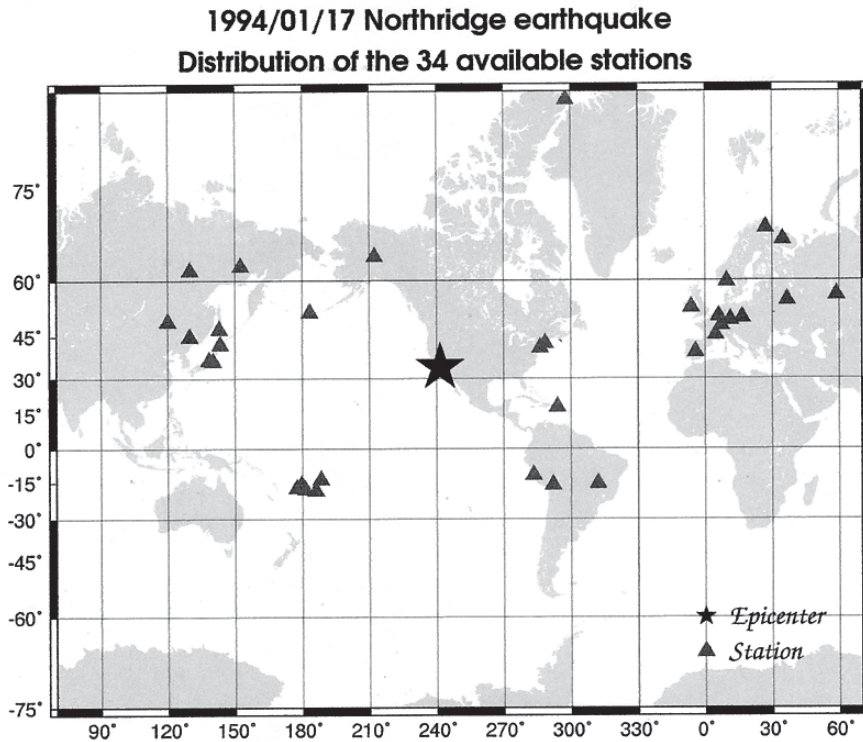 1994/01/17 Northridge earthquake
Distribution of the 34 available stations
75°
60°
45°
30°
15°
0°
-15°
-30°
-45°
-60°
-75°
Epicenter
Station
90° 120° 150° 180° 210° 240° 270° 300° 330° 0° 30° 60°